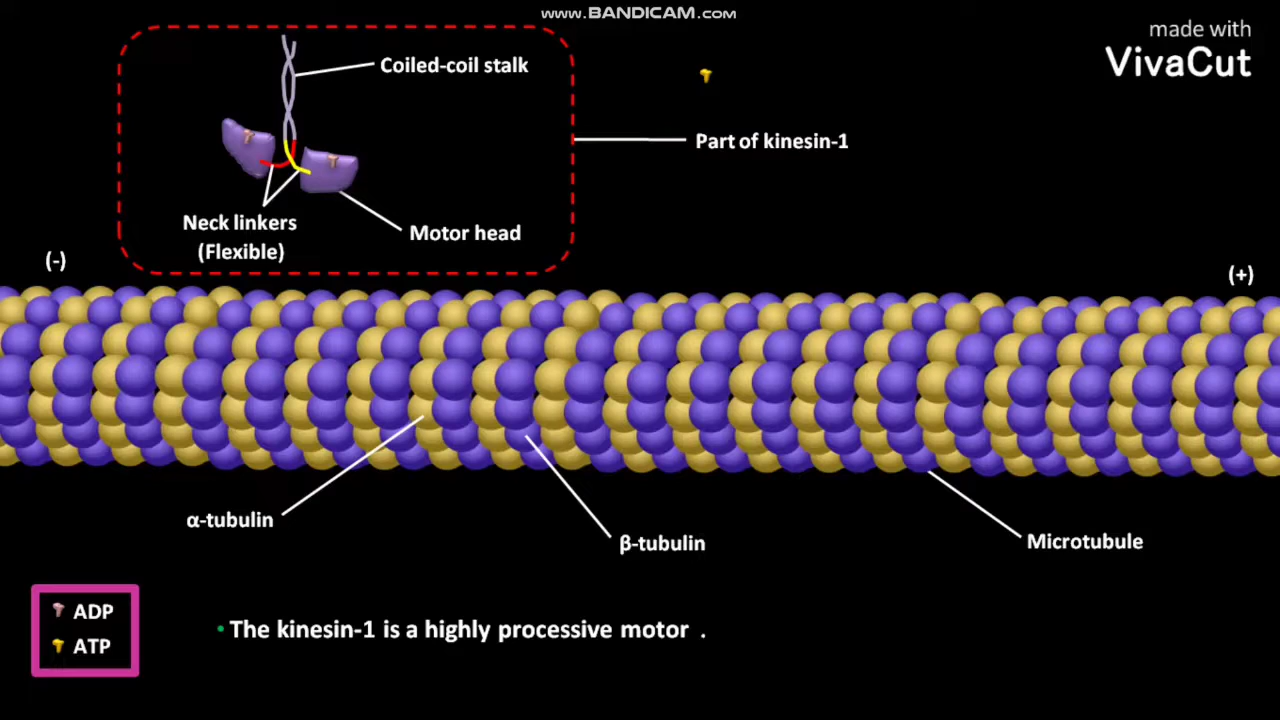 www.BANDICAM.com
made with
VivaCut
Coiled-coil stalk
Part of kinesin-1
Neck linkers
(Flexible)
Motor head
(-)
(+)
α-tubulin
β-tubulin
Microtubule
ADP
ATP
• The kinesin-1 is a highly processive motor .